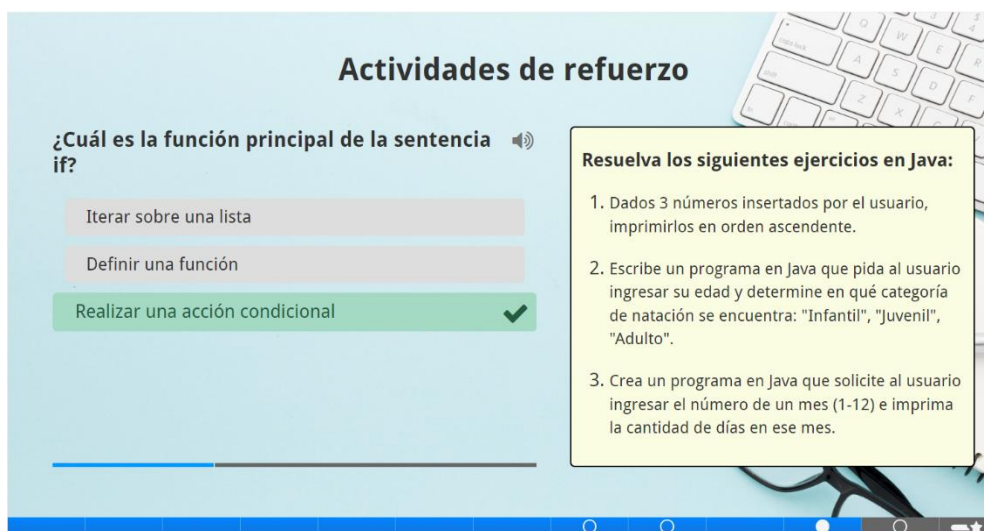 Actividades de refuerzo
¿Cuál es la función principal de la sentencia
if?
Iterar sobre una lista
Definir una función
Realizar una acción condicional
Resuelva los siguientes ejercicios en Java:
1. Dados 3 números insertados por el usuario,
imprimirlos en orden ascendente.
2. Escribe un programa en Java que pida al usuario
ingresar su edad y determine en qué categoría
de natación se encuentra: "Infantil", "Juvenil",
"Adulto".
3. Crea un programa en Java que solicite al usuario
ingresar el número de un mes (1-12) e imprima
la cantidad de días en ese mes.